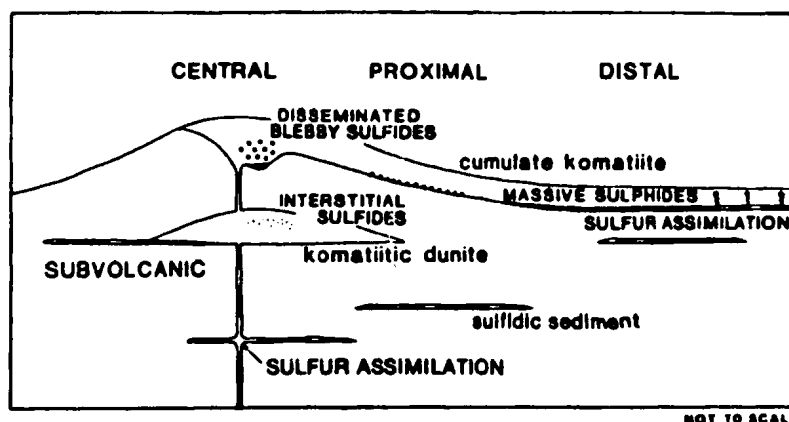 CENTRAL PROXIMAL DISTAL
DISSEMINATED
BLEBBY SULFIDES
cumulate komatiite
MASSIVE SULPHIDES
INTERSTITIAL
SULFIDES
SULFUR ASSIMILATION
komatiitic dunite
SUBVOLCANIC
sulfidic sediment
SULFUR ASSIMILATION
NOT TO SCAL